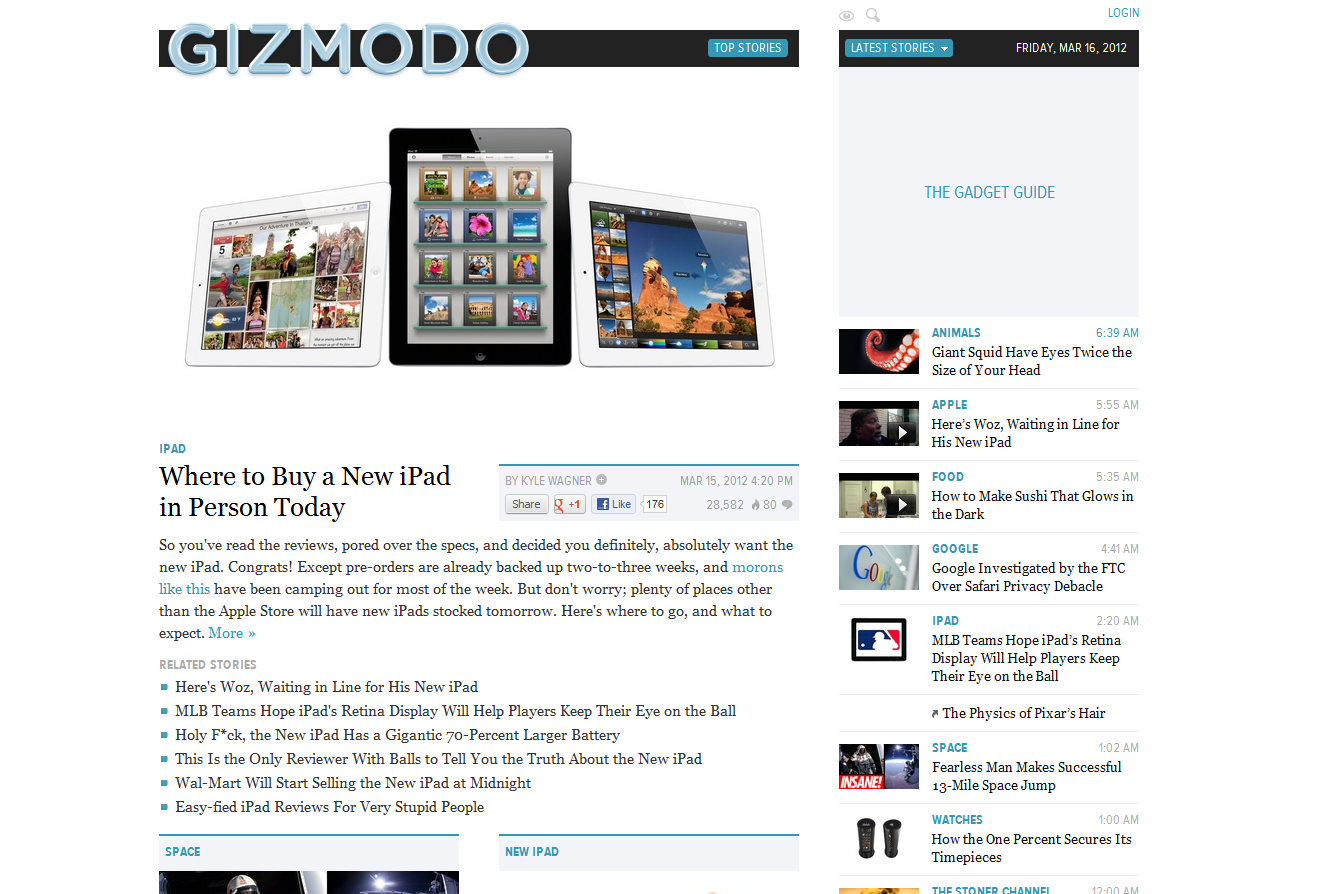 GIZMODO
TOP STORIES
LOGIN
LATEST STORIES
FRIDAY, MAR 16, 2012
Our Adventure in Thailand
5
THE GADGET GUIDE
IPAD
Where to Buy a New iPad
in Person Today
BY KYLE WAGNER
MAR 15, 2012 4:20 PM
Share
g +1
Like
176
28,582
80
So you've read the reviews, pored over the specs, and decided you definitely, absolutely want the
new iPad. Congrats! Except pre-orders are already backed up two-to-three weeks, and morons
like this have been camping out for most of the week. But don't worry; plenty of places other
than the Apple Store will have new iPads stocked tomorrow. Here's where to go, and what to
expect. More »
RELATED STORIES
Here's Woz, Waiting in Line for His New iPad
MLB Teams Hope iPad's Retina Display Will Help Players Keep Their Eye on the Ball
Holy F*ck, the New iPad Has a Gigantic 70-Percent Larger Battery
This Is the Only Reviewer With Balls to Tell You the Truth About the New iPad
Wal-Mart Will Start Selling the New iPad at Midnight
Easy-fied iPad Reviews For Very Stupid People
SPACE
NEW IPAD
ANIMALS
6:39 AM
Giant Squid Have Eyes Twice the
Size of Your Head
APPLE
5:55 AM
Here's Woz, Waiting in Line for
His New iPad
FOOD
5:35 AM
How to Make Sushi That Glows in
the Dark
Google
GOOGLE
4:41 AM
Google Investigated by the FTC
Over Safari Privacy Debacle
IPAD
2:20 AM
MLB Teams Hope iPad's Retina
Display Will Help Players Keep
Their Eye on the Ball
The Physics of Pixar's Hair
INSANE!
SPACE
1:02 AM
Fearless Man Makes Successful
13-Mile Space Jump
WATCHES
1:00 AM
How the One Percent Secures Its
Timepieces
THE STONER CHANNEL
12:00 AM